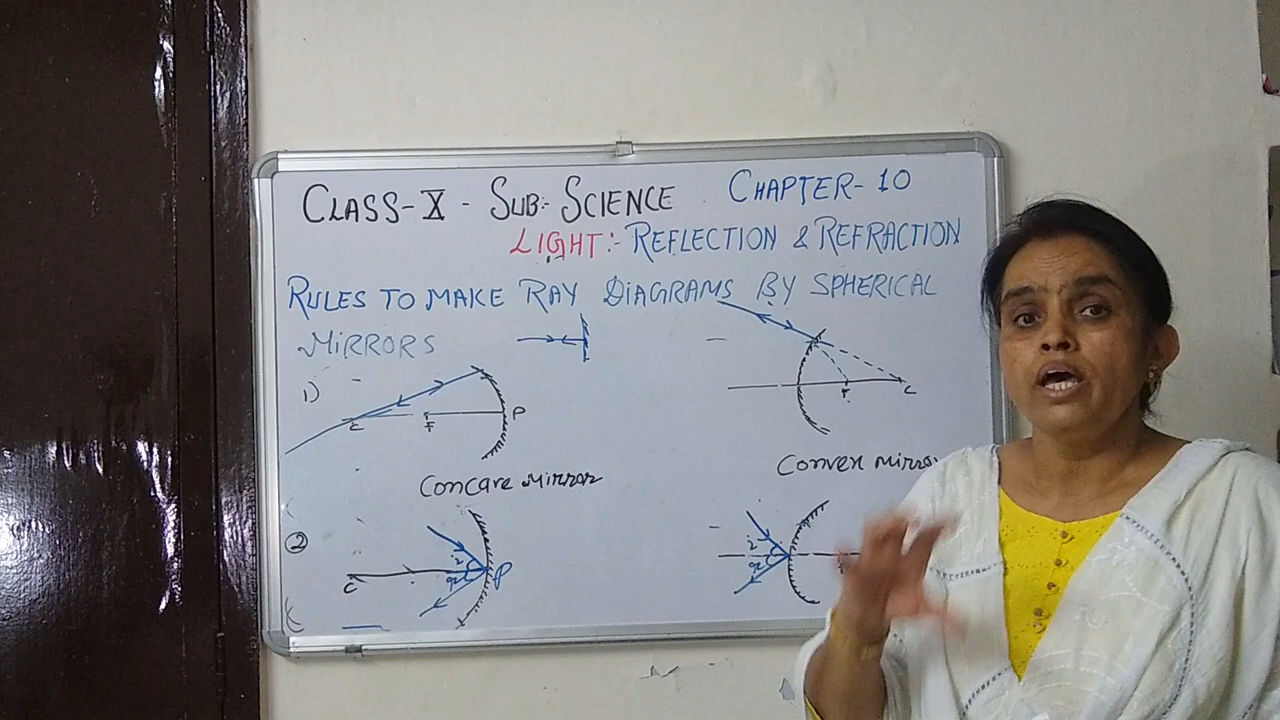 CLASS-X - SUB:- SCIENCE CHAPTER-10
LIGHT:- REFLECTION & REFRACTION
RULES TO MAKE RAY DIAGRAMS BY SPHERICAL
MIRRORS
1)
C F P
F C
Concave Mirror
Convex Mirror
2
i
r
C P
i
r